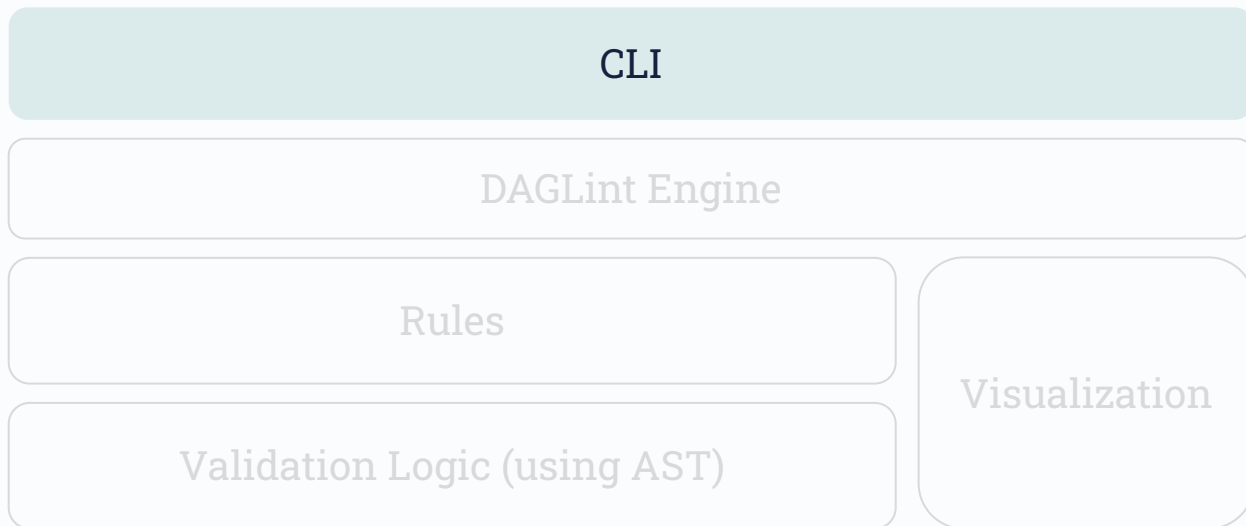 CLI
DAGLint Engine
Rules
Visualization
Validation Logic (using AST)